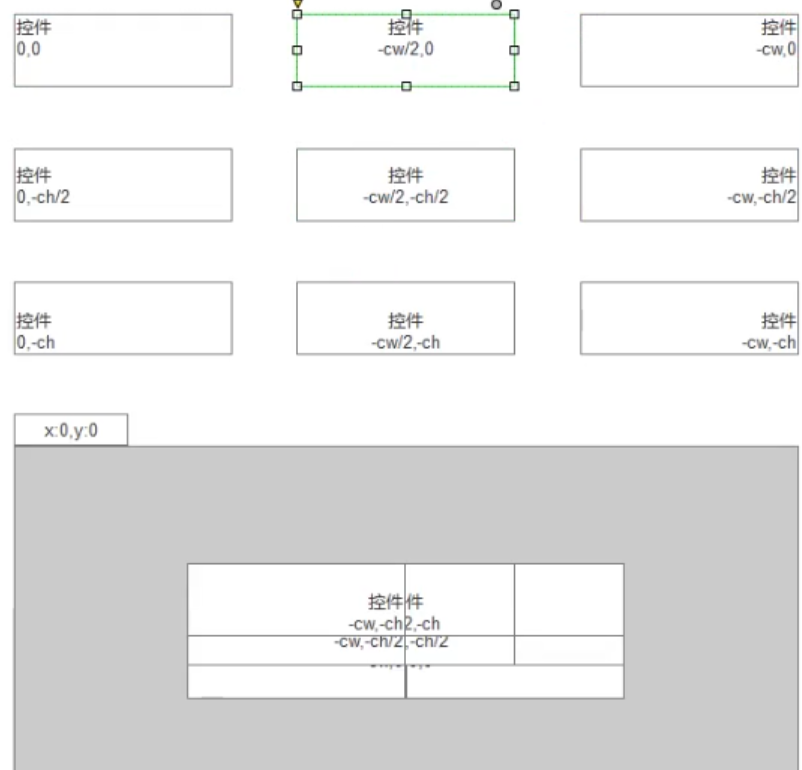 控件
0,0
控件
-cw/2,0
控件
-cw,0
控件
0,-ch/2
控件
-cw/2,-ch/2
控件
-cw,-ch/2
控件
0,-ch
控件
-cw/2,-ch
控件
-cw,-ch
x:0,y:0
控件件
-cw,-ch2,-ch
-cw,-ch/2,-ch/2